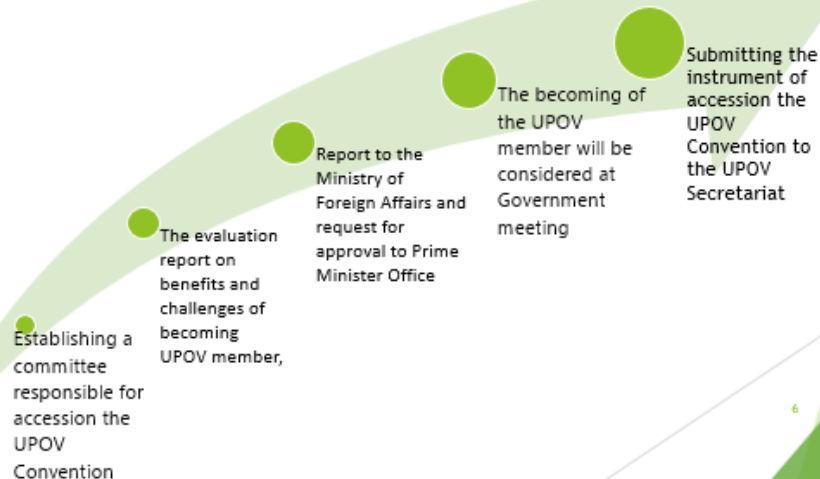 Establishing a
committee
responsible for
accession the
UPOV
Convention
The evaluation
report on
benefits and
challenges of
becoming
UPOV member,
Report to the
Ministry of
Foreign Affairs and
request for
approval to Prime
Minister Office
The becoming of
the UPOV
member will be
considered at
Government
meeting
Submitting the
instrument of
accession the
UPOV
Convention to
the UPOV
Secretariat
6